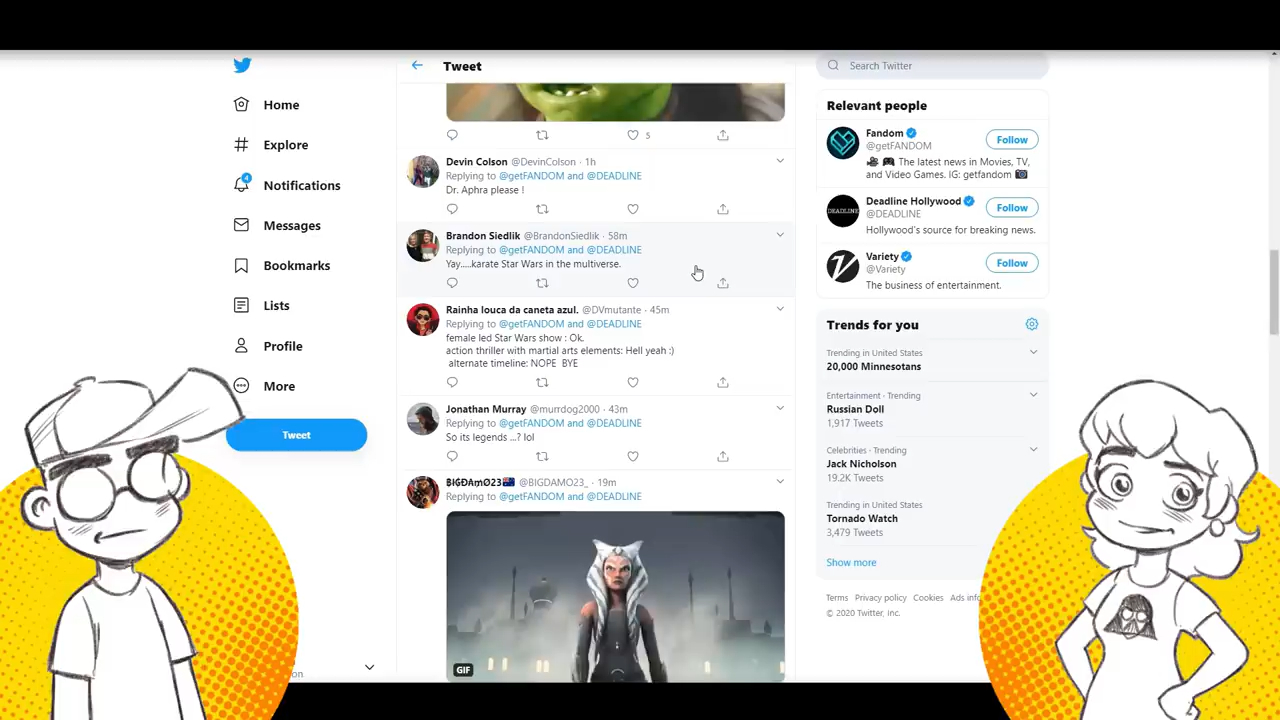 Home
Explore
4
Notifications
Messages
Bookmarks
Lists
Profile
More
Tweet
Tweet
5
Devin Colson @DevinColson · 1h
Replying to @getFANDOM and @DEADLINE
Dr. Aphra please !
Brandon Siedlik @BrandonSiedlik · 58m
Replying to @getFANDOM and @DEADLINE
Yay.....karate Star Wars in the multiverse.
Rainha louca da caneta azul. @DVmutante · 45m
Replying to @getFANDOM and @DEADLINE
female led Star Wars show : Ok.
action thriller with martial arts elements: Hell yeah :)
alternate timeline: NOPE BYE
Jonathan Murray @murrdog2000 · 43m
Replying to @getFANDOM and @DEADLINE
So its legends ...? lol
@BIGDAMO23_ · 19m
Replying to @getFANDOM and @DEADLINE
GIF
Search Twitter
Relevant people
Fandom
@getFANDOM
Follow
The latest news in Movies, TV,
and Video Games. IG: getfandom
DEADLINE
Deadline Hollywood
@DEADLINE
Follow
Hollywood's source for breaking news.
Variety
@Variety
Follow
The business of entertainment.
Trends for you
Trending in United States
20,000 Minnesotans
Entertainment · Trending
Russian Doll
1,917 Tweets
Celebrities · Trending
Jack Nicholson
19.2K Tweets
Trending in United States
Tornado Watch
3,479 Tweets
Show more
Terms Privacy policy Cookies Ads info
© 2020 Twitter, Inc.